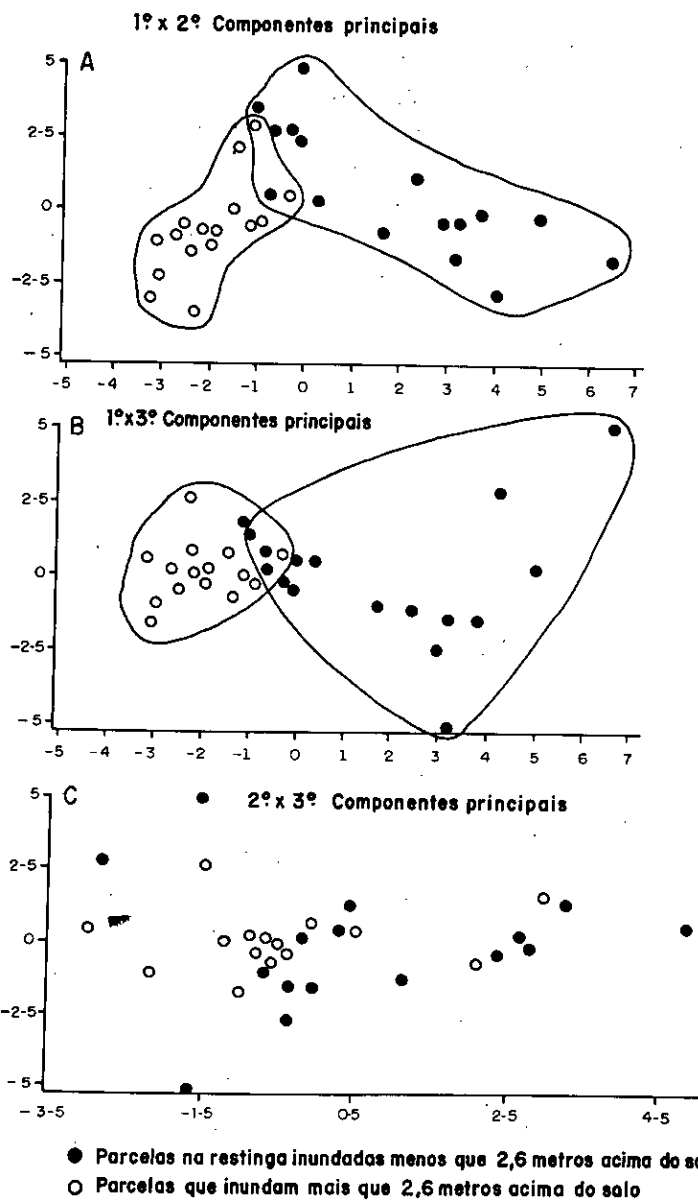 1º x 2º Componentes principais
A
5
2-5
0
-2-5
-5
-5 -4 -3 -2 -1 0 1 2 3 4 5 6 7
B 1ºx3º Componentes principais
5
2-5
0
-2-5
-5
-5 -4 -3 -2 -1 0 1 2 3 4 5 6 7
C 2º x 3º Componentes principais
5
2-5
0
-2-5
-5
-3-5 -1-5 0-5 2-5 4-5
Parcelas na restinga inundadas menos que 2,6 metros acima do so
Parcelas que inundam mais que 2,6 metros acima do solo